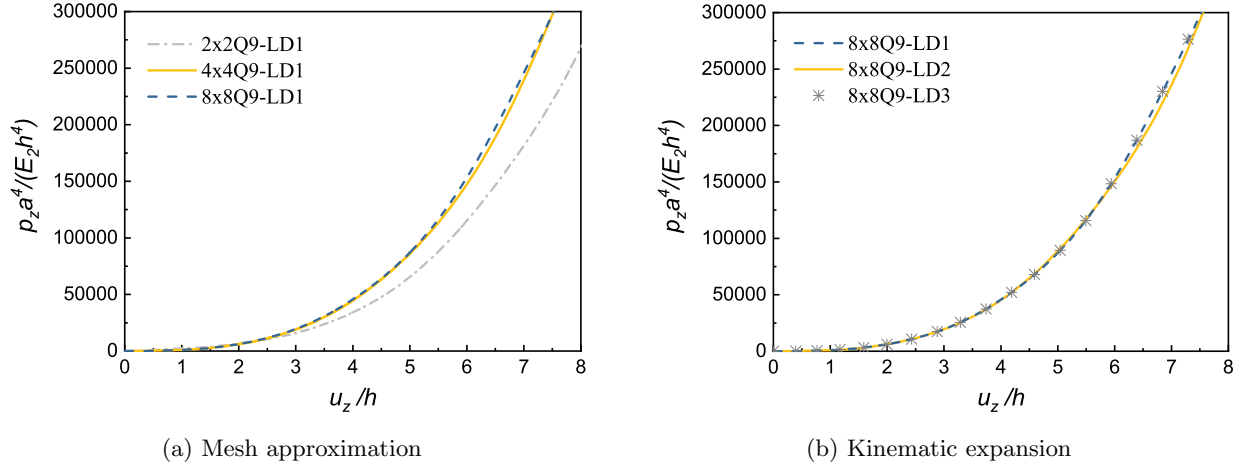 300000
250000
200000
150000
100000
50000
0
p_z a^4/(E_2 h^4)
2x2Q9-LD1
4x4Q9-LD1
8x8Q9-LD1
0 1 2 3 4 5 6 7 8
u_z /h
(a) Mesh approximation
300000
250000
200000
150000
100000
50000
0
p_z a^4/(E_2 h^4)
8x8Q9-LD1
8x8Q9-LD2
8x8Q9-LD3
0 1 2 3 4 5 6 7 8
u_z /h
(b) Kinematic expansion